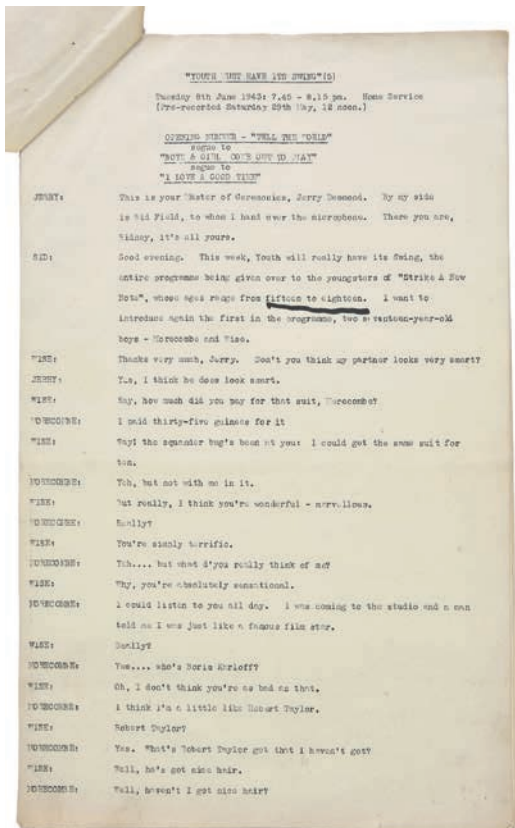 "YOUTH MUST HAVE ITS SWING"(5)
Tuesday 8th June 1943: 7.45 - 8.15 pm. Home Service
[Pre-recorded Saturday 29th May, 12 noon.]
OPENING NUMBER - "TELL THE WORLD"
segue to
"BOYS & GIRLS COME OUT TO PLAY"
segue to
"I LOVE A GOOD TIME"
JERRY: This is your Master of Ceremonies, Jerry Desmond. By my side
is Sid Field, to whom I hand over the microphone. There you are,
Sidney, it's all yours.
SID: Good evening. This week, Youth will really have its Swing, the
entire programme being given over to the youngsters of "Strike A New
Note", whose ages range from fifteen to eighteen. I want to
introduce again the first in the programme, two seventeen-year-old
boys - Morecombe and Wise.
WISE: Thanks very much, Jerry. Don't you think my partner looks very smart?
JERRY: Yes, I think he does look smart.
WISE: Say, how much did you pay for that suit, Morecombe?
MORECOMBE: I paid thirty-five guineas for it
WISE: Say! the squander bug's been at you: I could get the same suit for
ten.
MORECOMBE: Yeh, but not with me in it.
WISE: But really, I think you're wonderful - marvellous.
MORECOMBE: Really?
WISE: You're simply terrific.
MORECOMBE: Yeh.... but what d'you really think of me?
WISE: Why, you're absolutely sensational.
MORECOMBE: I could listen to you all day. I was coming to the studio and a man
told me I was just like a famous film star.
WISE: Really?
MORECOMBE: Yes.... who's Boris Karloff?
WISE: Oh, I don't think you're as bad as that.
MORECOMBE: I think I'm a little like Robert Taylor.
WISE: Robert Taylor?
MORECOMBE: Yes. What's Robert Taylor got that I haven't got?
WISE: Well, he's got nice hair.
MORECOMBE: Well, haven't I got nice hair?